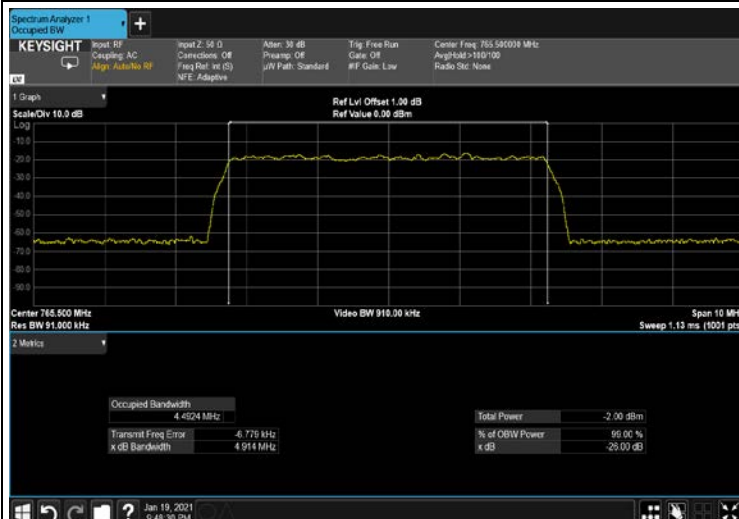 Spectrum Analyzer 1
Occupied BW
+
KEYSIGHT
Input: RF
Coupling: AC
Align: Auto/No RF
Input Z: 50 Ω
Corrections: Off
Freq Ref: Int (S)
NFE: Adaptive
Atten: 30 dB
Preamp: Off
µW Path: Standard
Trig: Free Run
Gate: Off
#IF Gain: Low
Center Freq: 765.500000 MHz
Avg|Hold:>100/100
Radio Std: None
LXI
1 Graph
Scale/Div 10.0 dB
Ref Lvl Offset 1.00 dB
Ref Value 0.00 dBm
Log
-10.0
-20.0
-30.0
-40.0
-50.0
-60.0
-70.0
-80.0
-90.0
Center 765.500 MHz
Res BW 91.000 kHz
Video BW 910.00 kHz
Span 10 MH
Sweep 1.13 ms (1001 pts
2 Metrics
Occupied Bandwidth
4.4924 MHz
Transmit Freq Error -6.779 kHz
x dB Bandwidth 4.914 MHz
Total Power -2.00 dBm
% of OBW Power 99.00 %
x dB -26.00 dB
?
Jan 19, 2021
9:48:30 PM